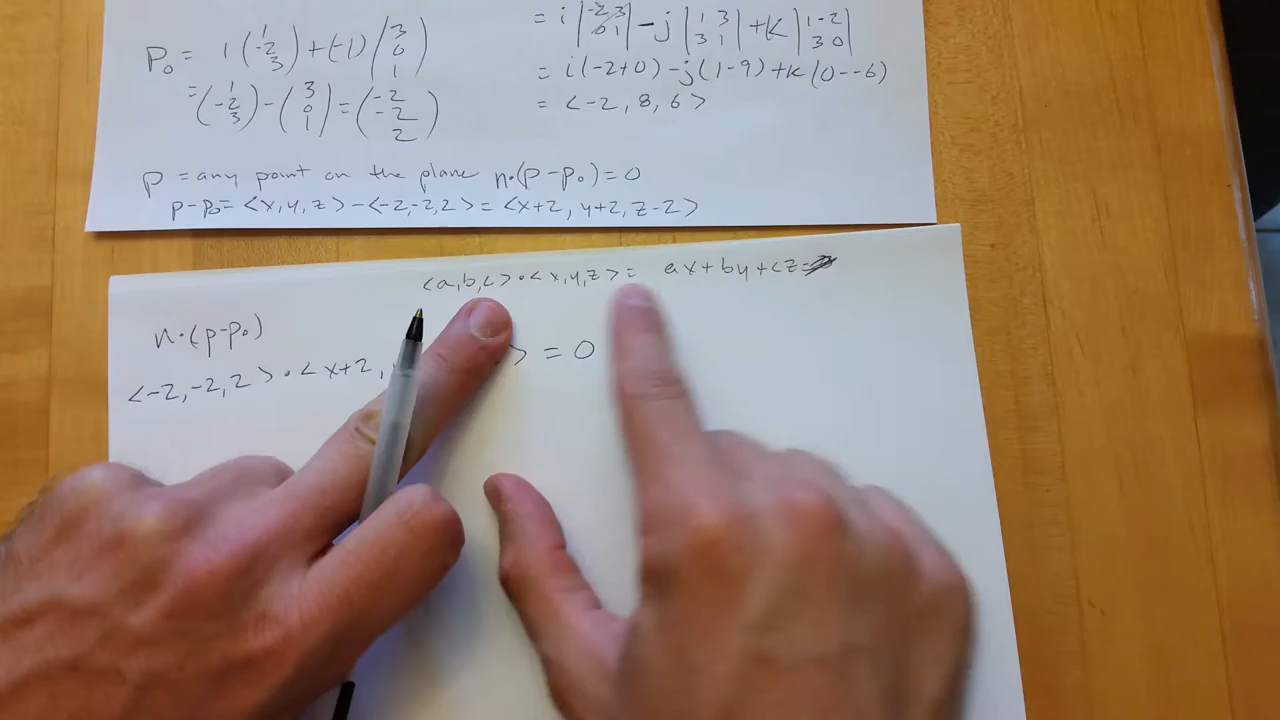 P₀ = 1 (1 -2 3) + (-1) (3 0 1)
= (1 -2 3) - (3 0 1) = (-2 -2 2)
= i |-2 3 0 1| - j |1 3 3 1| + k |1 -2 3 0|
= i(-2+0) - j(1-9) + k(0--6)
= <-2, 8, 6>
p = any point on the plane n·(p-p₀)=0
p-p₀= <x,y,z> - <-2,-2,2> = <x+2, y+2, z-2>
<a,b,c> · <x,y,z> = ax+by+cz=
n·(p-p₀)
<-2,-2,2> · <x+2, > = 0